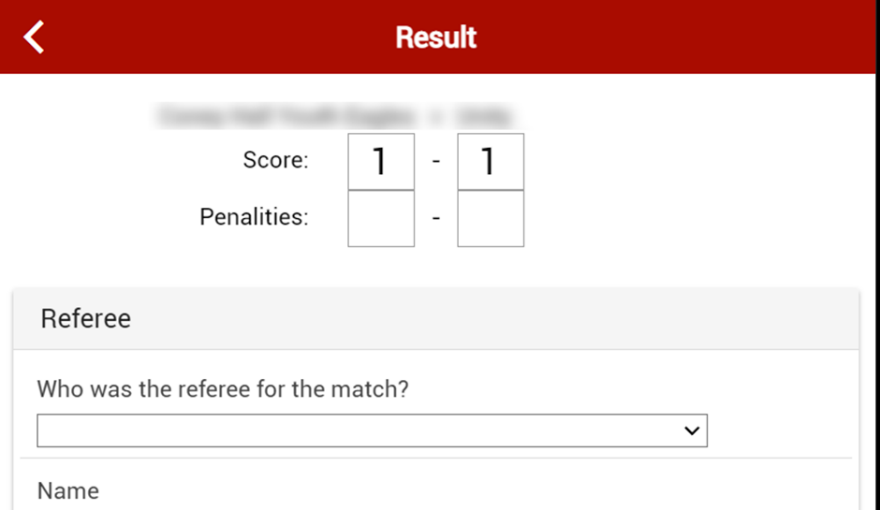 Result
Score: 1 - 1
Penalities: -
Referee
Who was the referee for the match?
Name